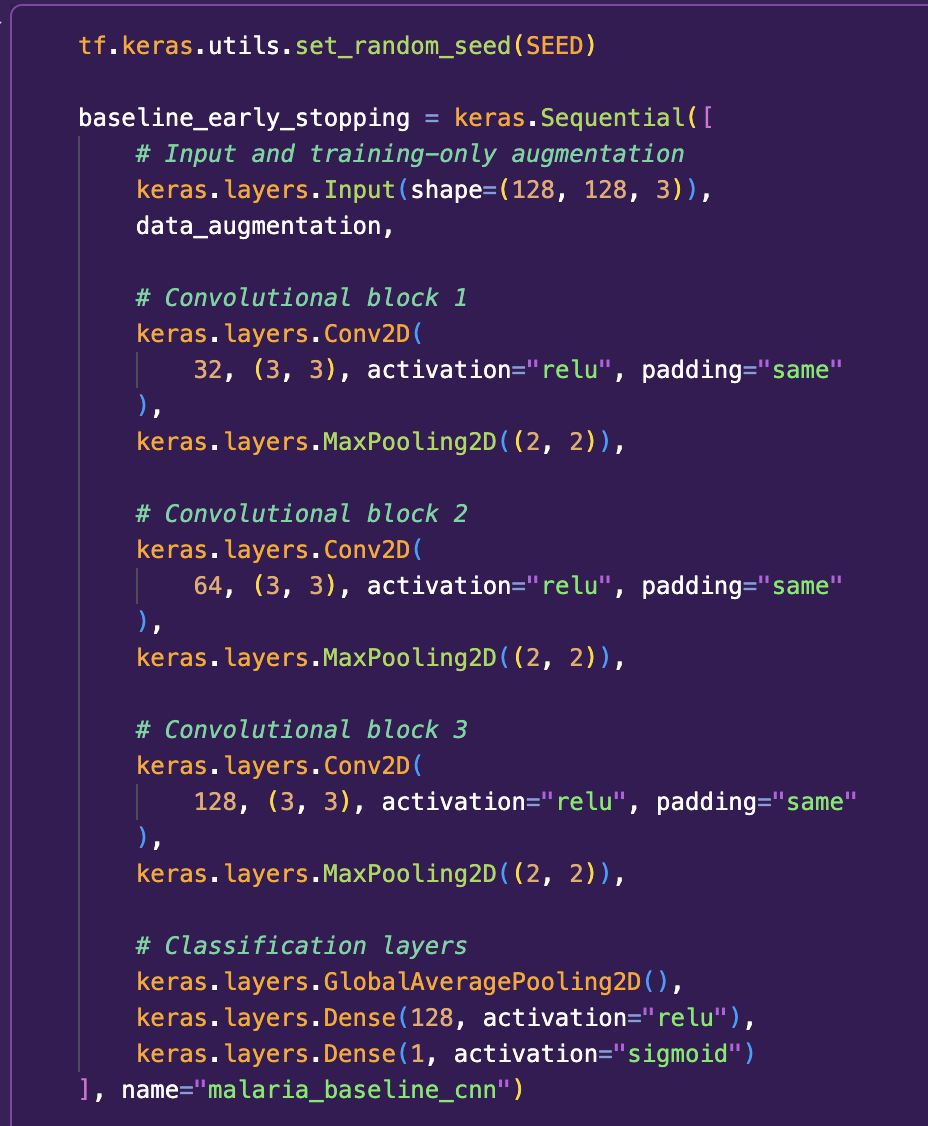 tf.keras.utils.set_random_seed(SEED)
baseline_early_stopping = keras.Sequential([
# Input and training-only augmentation
keras.layers.Input(shape=(128, 128, 3)),
data_augmentation,
# Convolutional block 1
keras.layers.Conv2D(
32, (3, 3), activation="relu", padding="same"
),
keras.layers.MaxPooling2D((2, 2)),
# Convolutional block 2
keras.layers.Conv2D(
64, (3, 3), activation="relu", padding="same"
),
keras.layers.MaxPooling2D((2, 2)),
# Convolutional block 3
keras.layers.Conv2D(
128, (3, 3), activation="relu", padding="same"
),
keras.layers.MaxPooling2D((2, 2)),
# Classification layers
keras.layers.GlobalAveragePooling2D(),
keras.layers.Dense(128, activation="relu"),
keras.layers.Dense(1, activation="sigmoid")
], name="malaria_baseline_cnn")